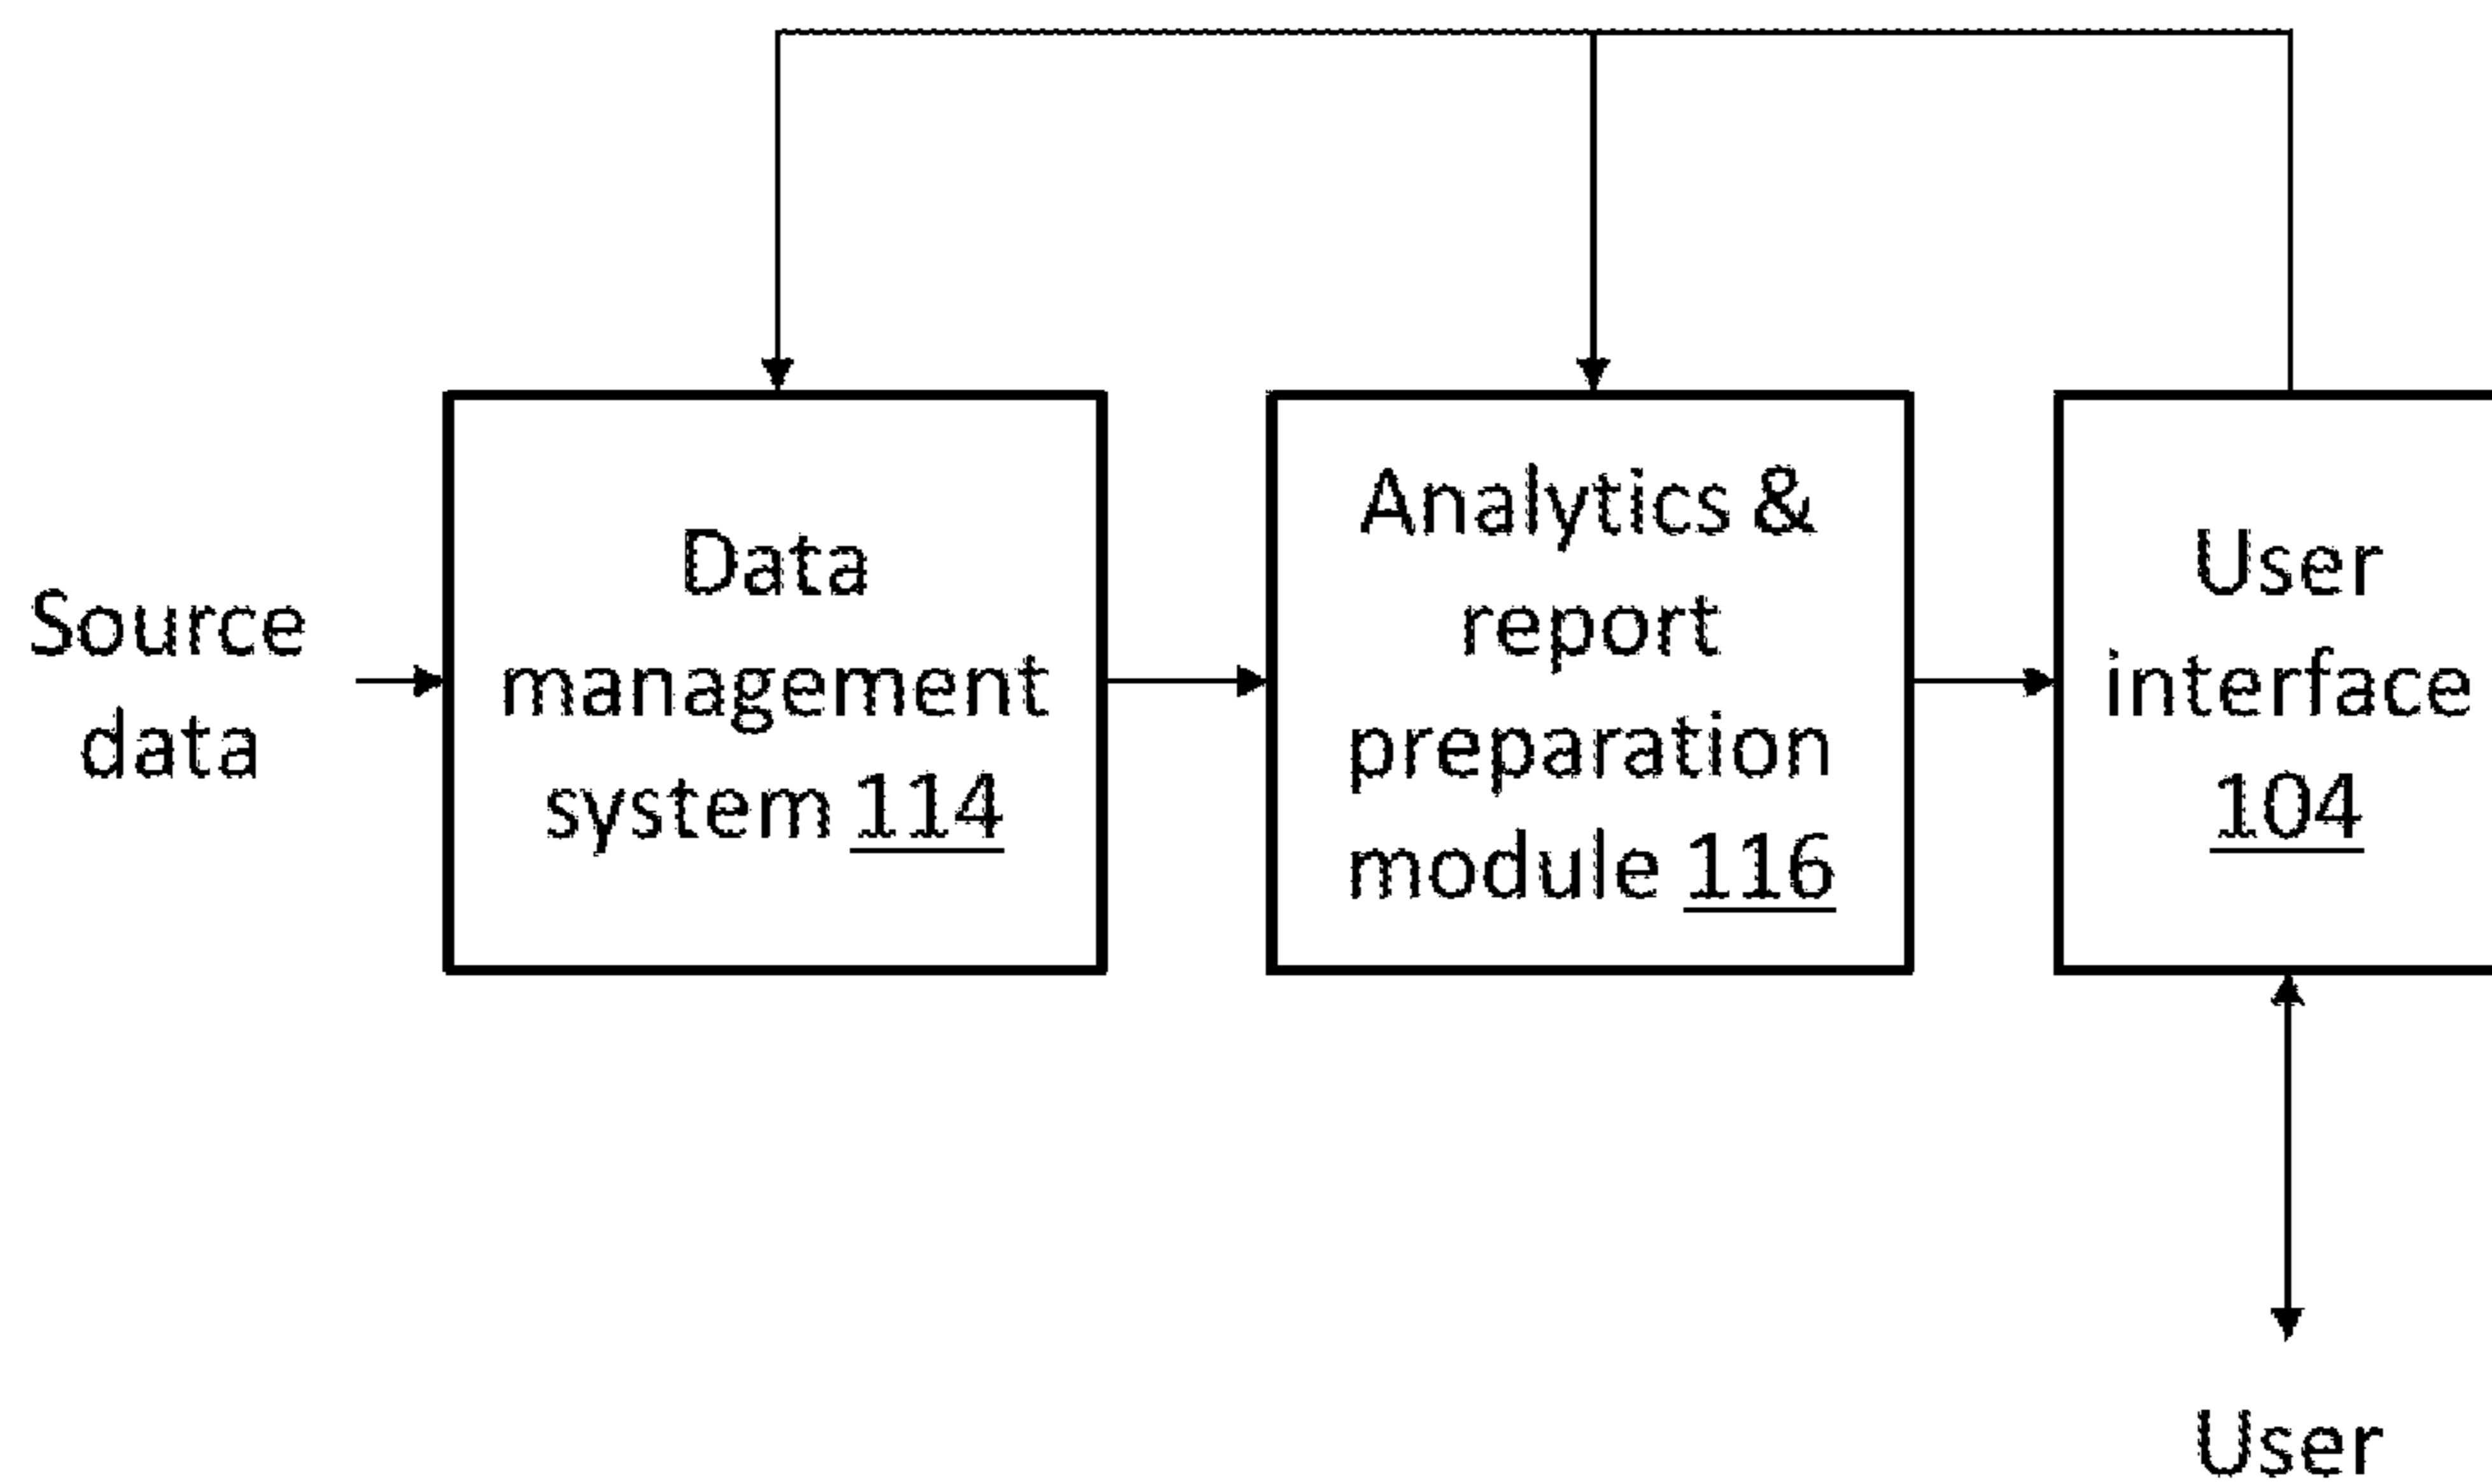 Source
data
Data
management
system 114
Analytics &
report
preparation
module 116
User
interface
104
User